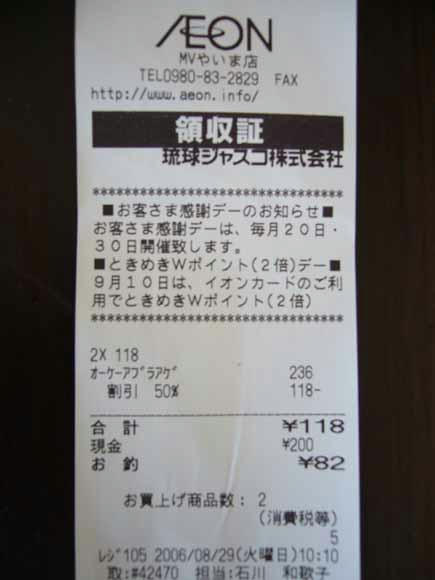 ÆON
MVやいま店
TEL0980-83-2829 FAX
http://www.aeon.info/
領収証
琉球ジャスコ株式会社
**********************************
■お客さま感謝デーのお知らせ■
お客さま感謝デーは、毎月20日・
30日開催致します。
■ときめきWポイント(2倍)デー■
9月10日は、イオンカードのご利
用でときめきWポイント(2倍)
**********************************
2X 118
オーケーアブラアゲ 236
割引 50% 118-
合 計 ¥118
現金 ¥200
お 釣 ¥82
お買上げ商品数: 2
(消費税等)
5
レジ105 2006/08/29(火曜日)10:10
取:#42470 担当:石川 和歌子